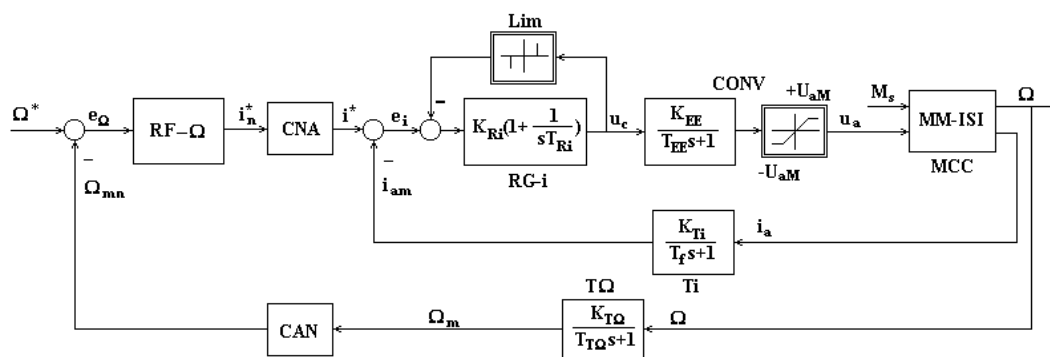 Lim
CONV
+U_aM
M_s
Ω
Ω*
e_Ω
RF-Ω
i_n*
CNA
i*
e_i
K_Ri(1+ 1/sT_Ri)
u_c
K_EE
T_EE s+1
u_a
MM-ISI
RG-i
-U_aM
MCC
Ω_mn
i_am
K_Ti
T_f s+1
i_a
Ti
TΩ
CAN
Ω_m
K_TΩ
T_TΩ s+1
Ω